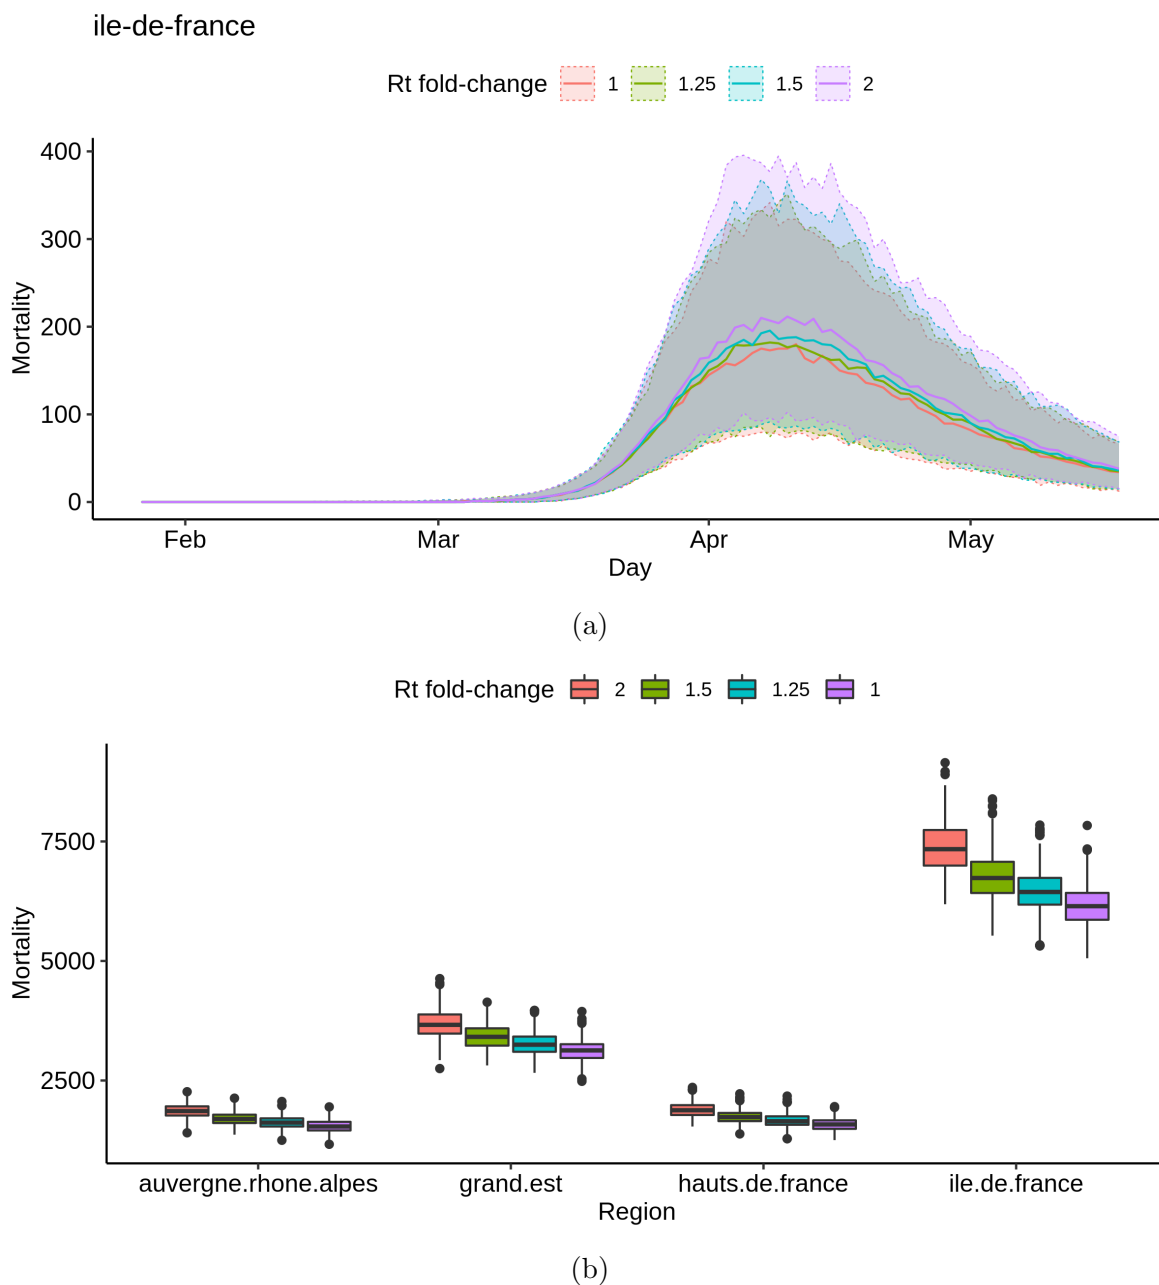 ile-de-france
Rt fold-change 1 1.25 1.5 2
400
300
200
100
0
Mortality
Feb Mar Apr May
Day
(a)
Rt fold-change 2 1.5 1.25 1
7500
5000
2500
Mortality
auvergne.rhone.alpes grand.est hauts.de.france ile.de.france
Region
(b)